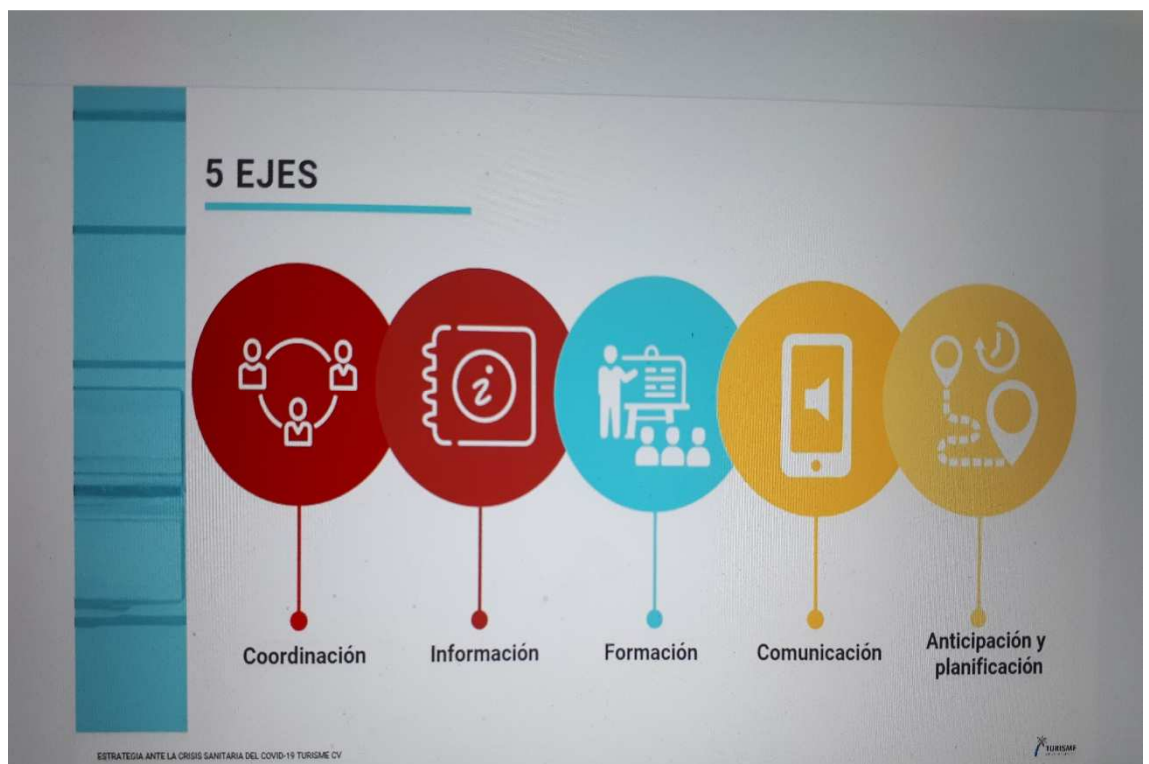 5 EJES
i
Coordinación
Información
Formación
Comunicación
Anticipación y
planificación
ESTRATEGIA ANTE LA CRISIS SANITARIA DEL COVID-19 TURISME CV
TURISME